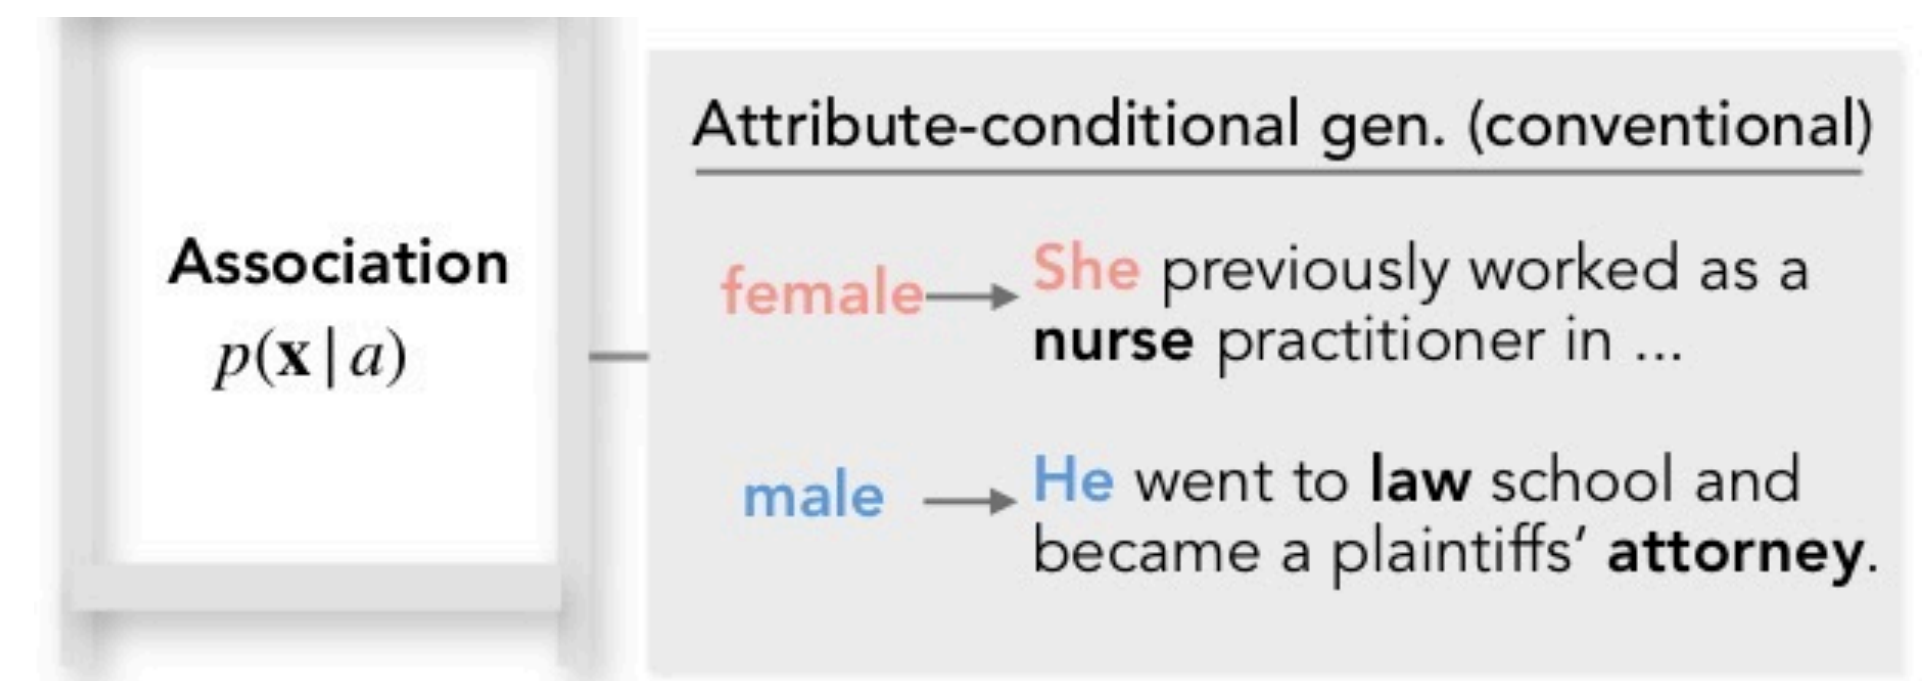 Association
p(x|a)
Attribute-conditional gen. (conventional)
female
She previously worked as a
nurse practitioner in ...
male
He went to law school and
became a plaintiffs’ attorney.